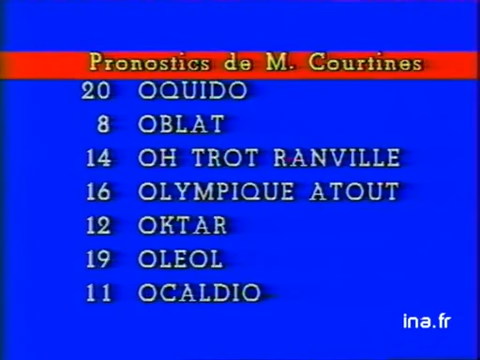 Pronostics de M. Courtines
20 OQUIDO
8 OBLAT
14 OH TROT RANVILLE
16 OLYMPIQUE ATOUT
12 OKTAR
19 OLEOL
11 OCALDIO
ina.fr